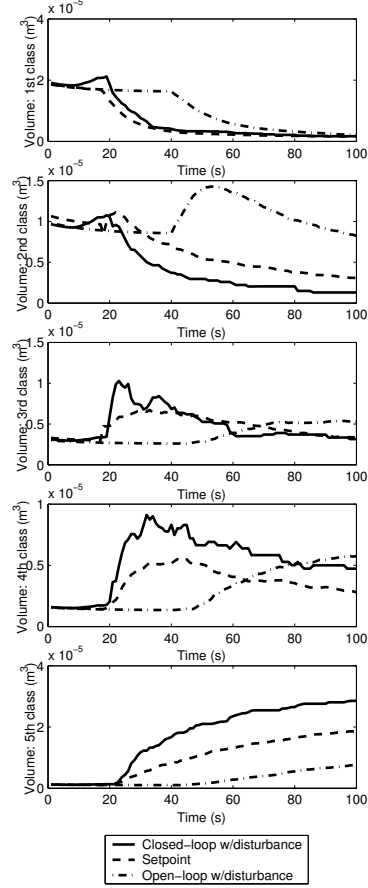 x 10⁻⁵
4
2
0
Volume: 1st class (m³)
0 20 40 60 80 100
Time (s)
x 10⁻⁵
1.5
1
0.5
0
Volume: 2nd class (m³)
0 20 40 60 80 100
Time (s)
x 10⁻⁵
1.5
1
0.5
0
Volume: 3rd class (m³)
0 20 40 60 80 100
Time (s)
x 10⁻⁵
1
0.5
0
Volume: 4th class (m³)
0 20 40 60 80 100
Time (s)
x 10⁻⁵
4
2
0
Volume: 5th class (m³)
0 20 40 60 80 100
Time (s)
Closed−loop w/disturbance
Setpoint
Open−loop w/disturbance